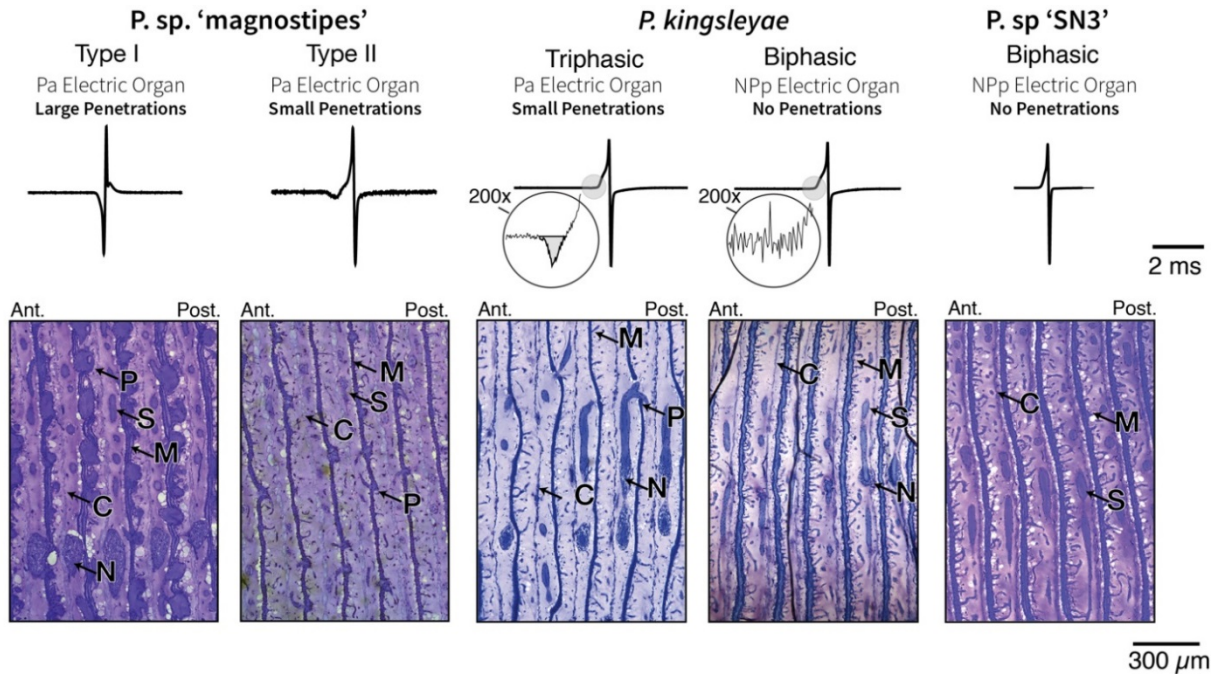 P. sp. ‘magnostipes’
P. kingsleyae
P. sp ‘SN3’
Type I
Pa Electric Organ
Large Penetrations
Type II
Pa Electric Organ
Small Penetrations
Triphasic
Pa Electric Organ
Small Penetrations
Biphasic
NPp Electric Organ
No Penetrations
Biphasic
NPp Electric Organ
No Penetrations
200x
200x
2 ms
Ant. Post.
Ant. Post.
Ant. Post.
Ant. Post.
Ant. Post.
P
S
M
C
N
M
S
C
P
M
P
C
N
C
M
S
N
C
M
S
300 µm